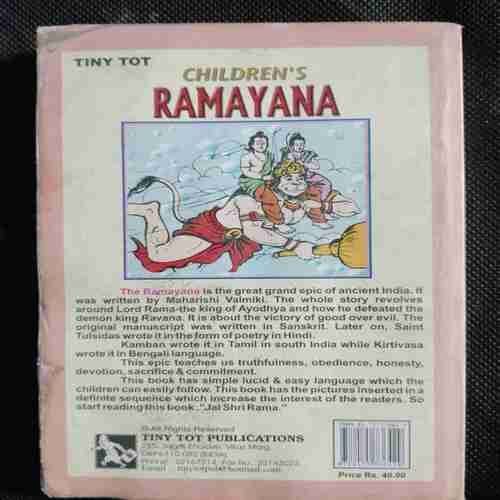 TINY TOT
CHILDREN'S
RAMAYANA
The Ramayana is the great grand epic of ancient India. It
was written by Maharishi Valmiki. The whole story revolves
around Lord Rama-the king of Ayodhya and how he defeated the
demon king Ravana. It is about the victory of good over evil. The
original manuscript was written in Sanskrit. Later on, Saint
Tulsidas wrote it in the form of poetry in Hindi.
Kamban wrote it in Tamil in south India while Kirtivasa
wrote it in Bengali language.
This epic teaches us truthfulness, obedience, honesty,
devotion, sacrifice & commitment.
This book has simple lucid & easy language which the
children can easily follow. This book has the pictures inserted in a
definite sequence which increase the interest of the readers. So
start reading this book : "Jai Shri Rama."
Rights Reserved
TINY TOT PUBLICATIONS
Price Rs. 40.00